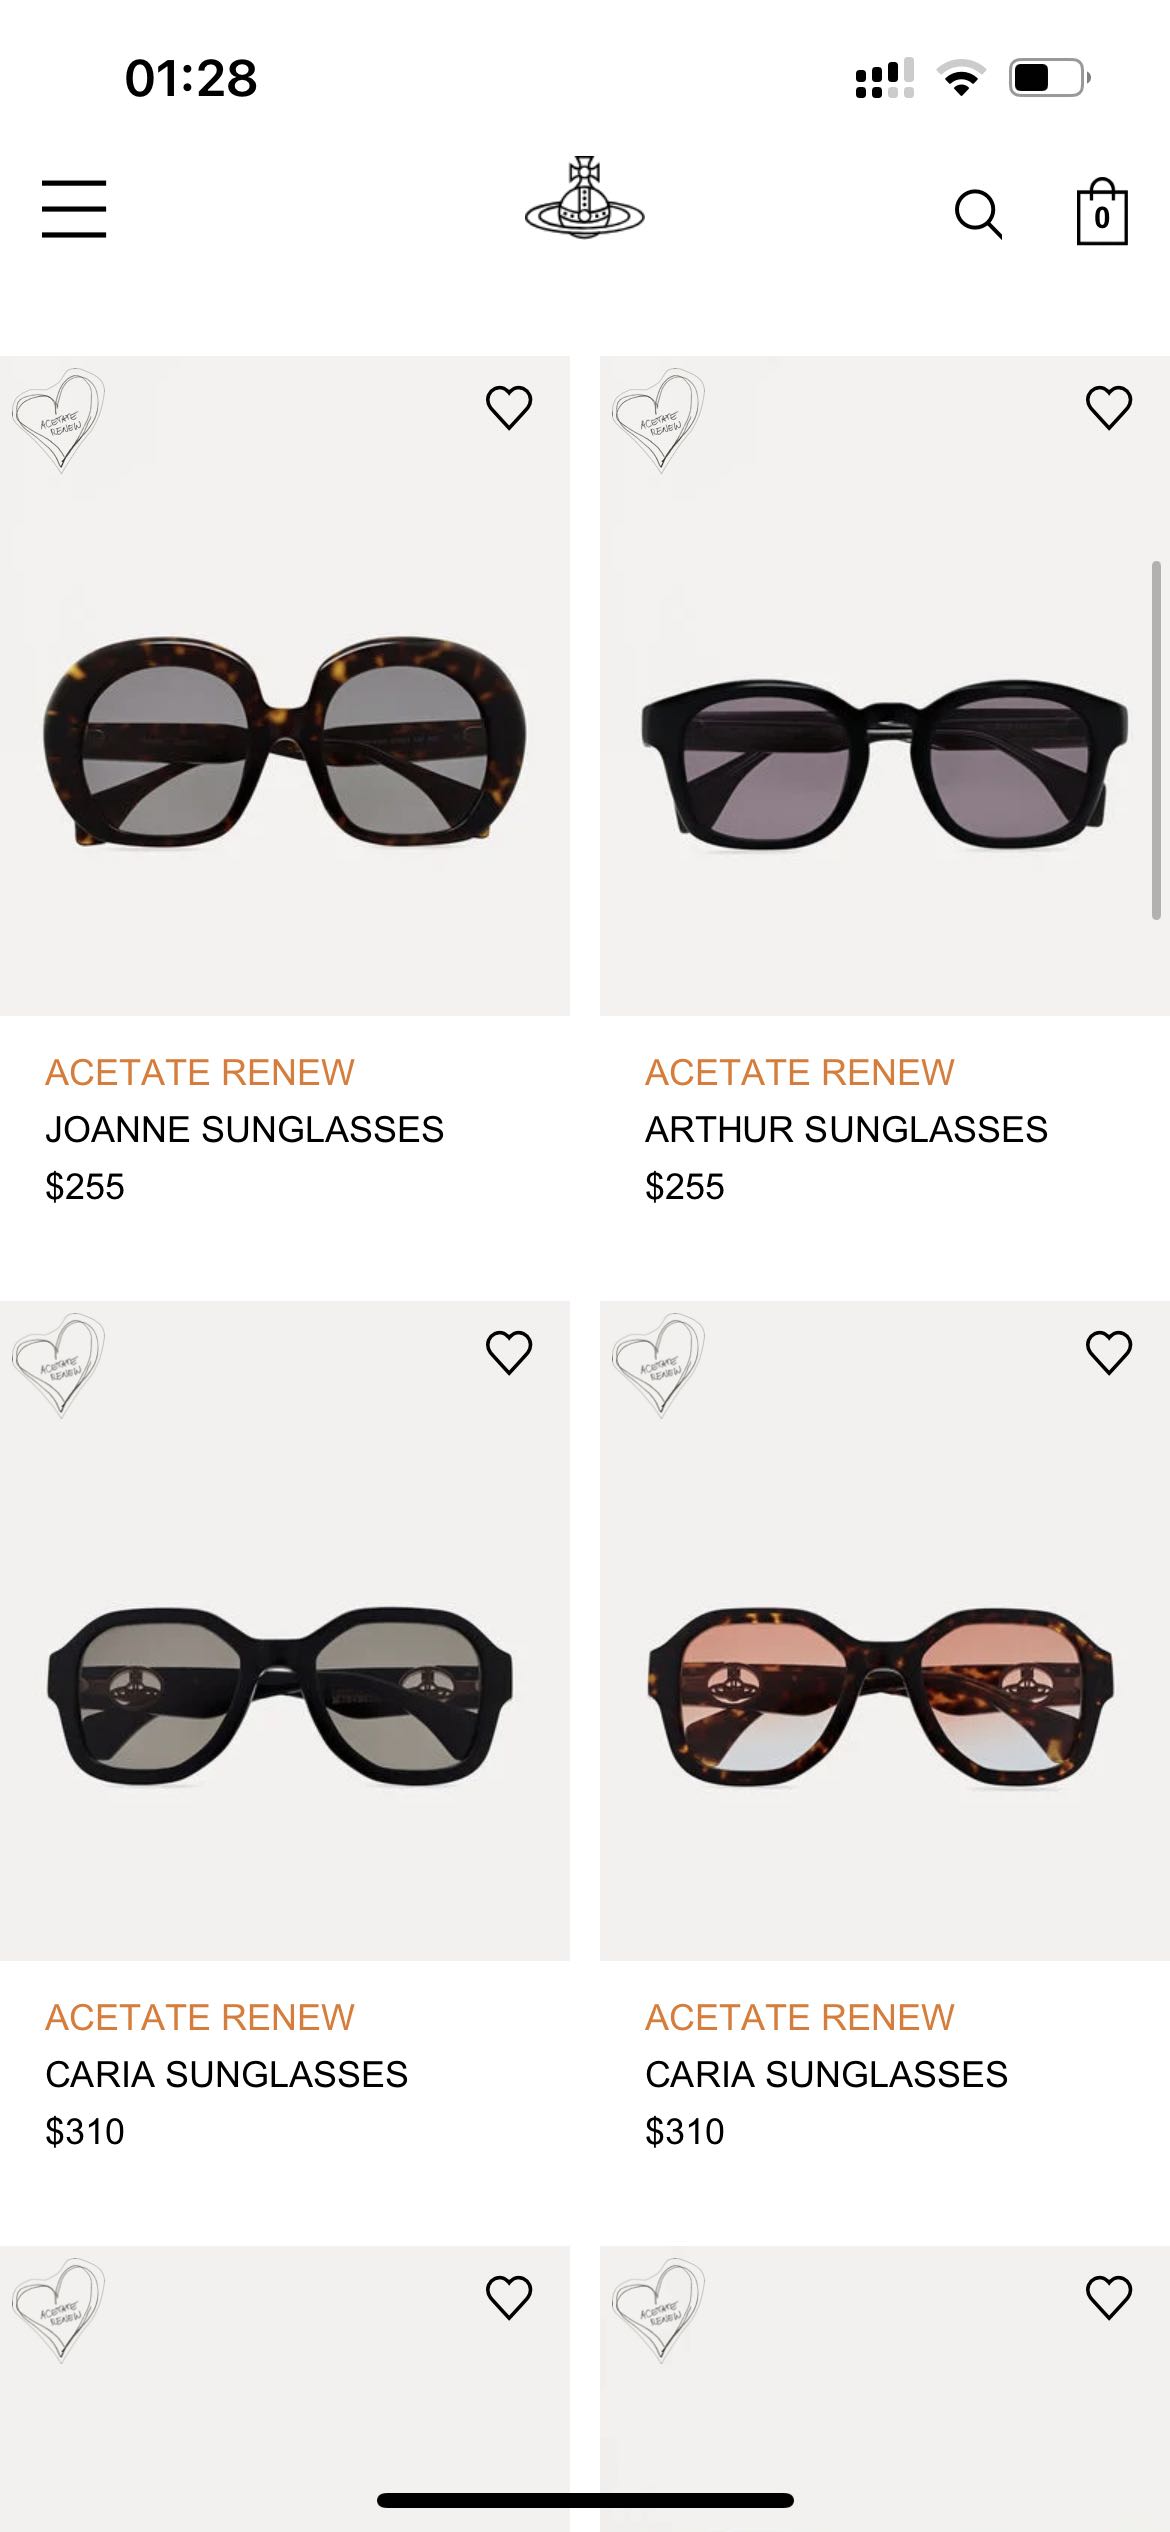 01:28
0
ACETATE
RENEW
ACETATE
RENEW
ACETATE RENEW
JOANNE SUNGLASSES
$255
ACETATE RENEW
ARTHUR SUNGLASSES
$255
ACETATE
RENEW
ACETATE
RENEW
ACETATE RENEW
CARIA SUNGLASSES
$310
ACETATE RENEW
CARIA SUNGLASSES
$310
ACETATE
RENEW
ACETATE
RENEW